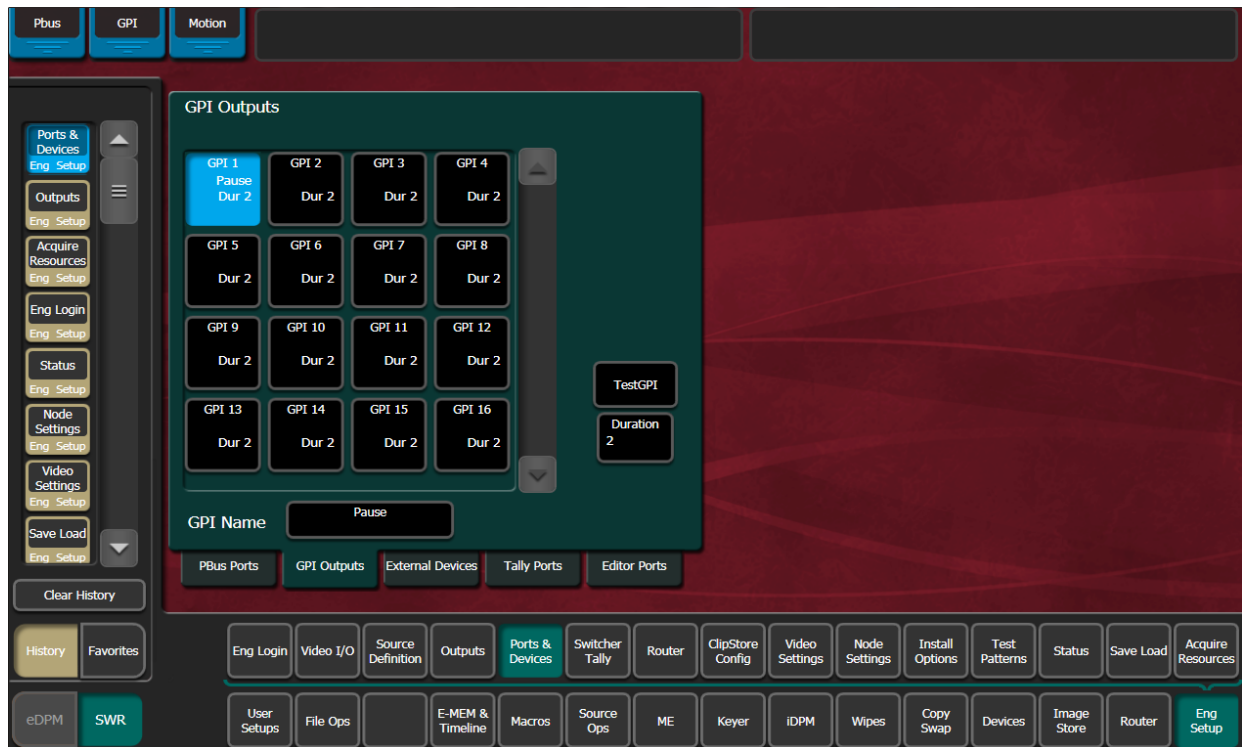 Pbus
GPI
Motion
GPI Outputs
Ports &
Devices
Eng Setup
Outputs
Eng Setup
Acquire
Resources
Eng Setup
Eng Login
Eng Setup
Status
Eng Setup
Node
Settings
Eng Setup
Video
Settings
Eng Setup
Save Load
Eng Setup
Clear History
History
Favorites
eDPM
SWR
GPI 1
Pause
Dur 2
GPI 2
Dur 2
GPI 3
Dur 2
GPI 4
Dur 2
GPI 5
Dur 2
GPI 6
Dur 2
GPI 7
Dur 2
GPI 8
Dur 2
GPI 9
Dur 2
GPI 10
Dur 2
GPI 11
Dur 2
GPI 12
Dur 2
GPI 13
Dur 2
GPI 14
Dur 2
GPI 15
Dur 2
GPI 16
Dur 2
TestGPI
Duration
2
GPI Name
Pause
PBus Ports
GPI Outputs
External Devices
Tally Ports
Editor Ports
Eng Login
Video I/O
Source
Definition
Outputs
Ports &
Devices
Switcher
Tally
Router
ClipStore
Config
Video
Settings
Node
Settings
Install
Options
Test
Patterns
Status
Save Load
Acquire
Resources
User
Setups
File Ops
E-MEM &
Timeline
Macros
Source
Ops
ME
Keyer
iDPM
Wipes
Copy
Swap
Devices
Image
Store
Router
Eng
Setup